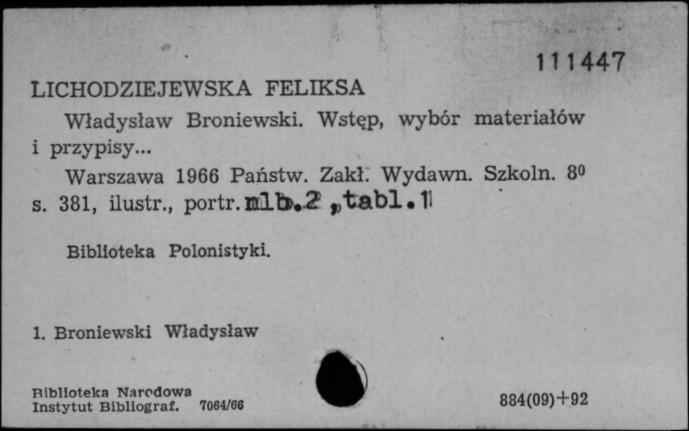 111447
LICHODZIEJEWSKA FELIKSA
Władysław Broniewski. Wstęp, wybór materiałów
i przypisy...
Warszawa 1966 Państw. Zakł. Wydawn. Szkoln. 8⁰
s. 381, ilustr., portr. nlb.2 ,tabl.1
Biblioteka Polonistyki.
1. Broniewski Władysław
Biblioteka Narodowa
Instytut Bibliograf. 7064/66
884(09)+92